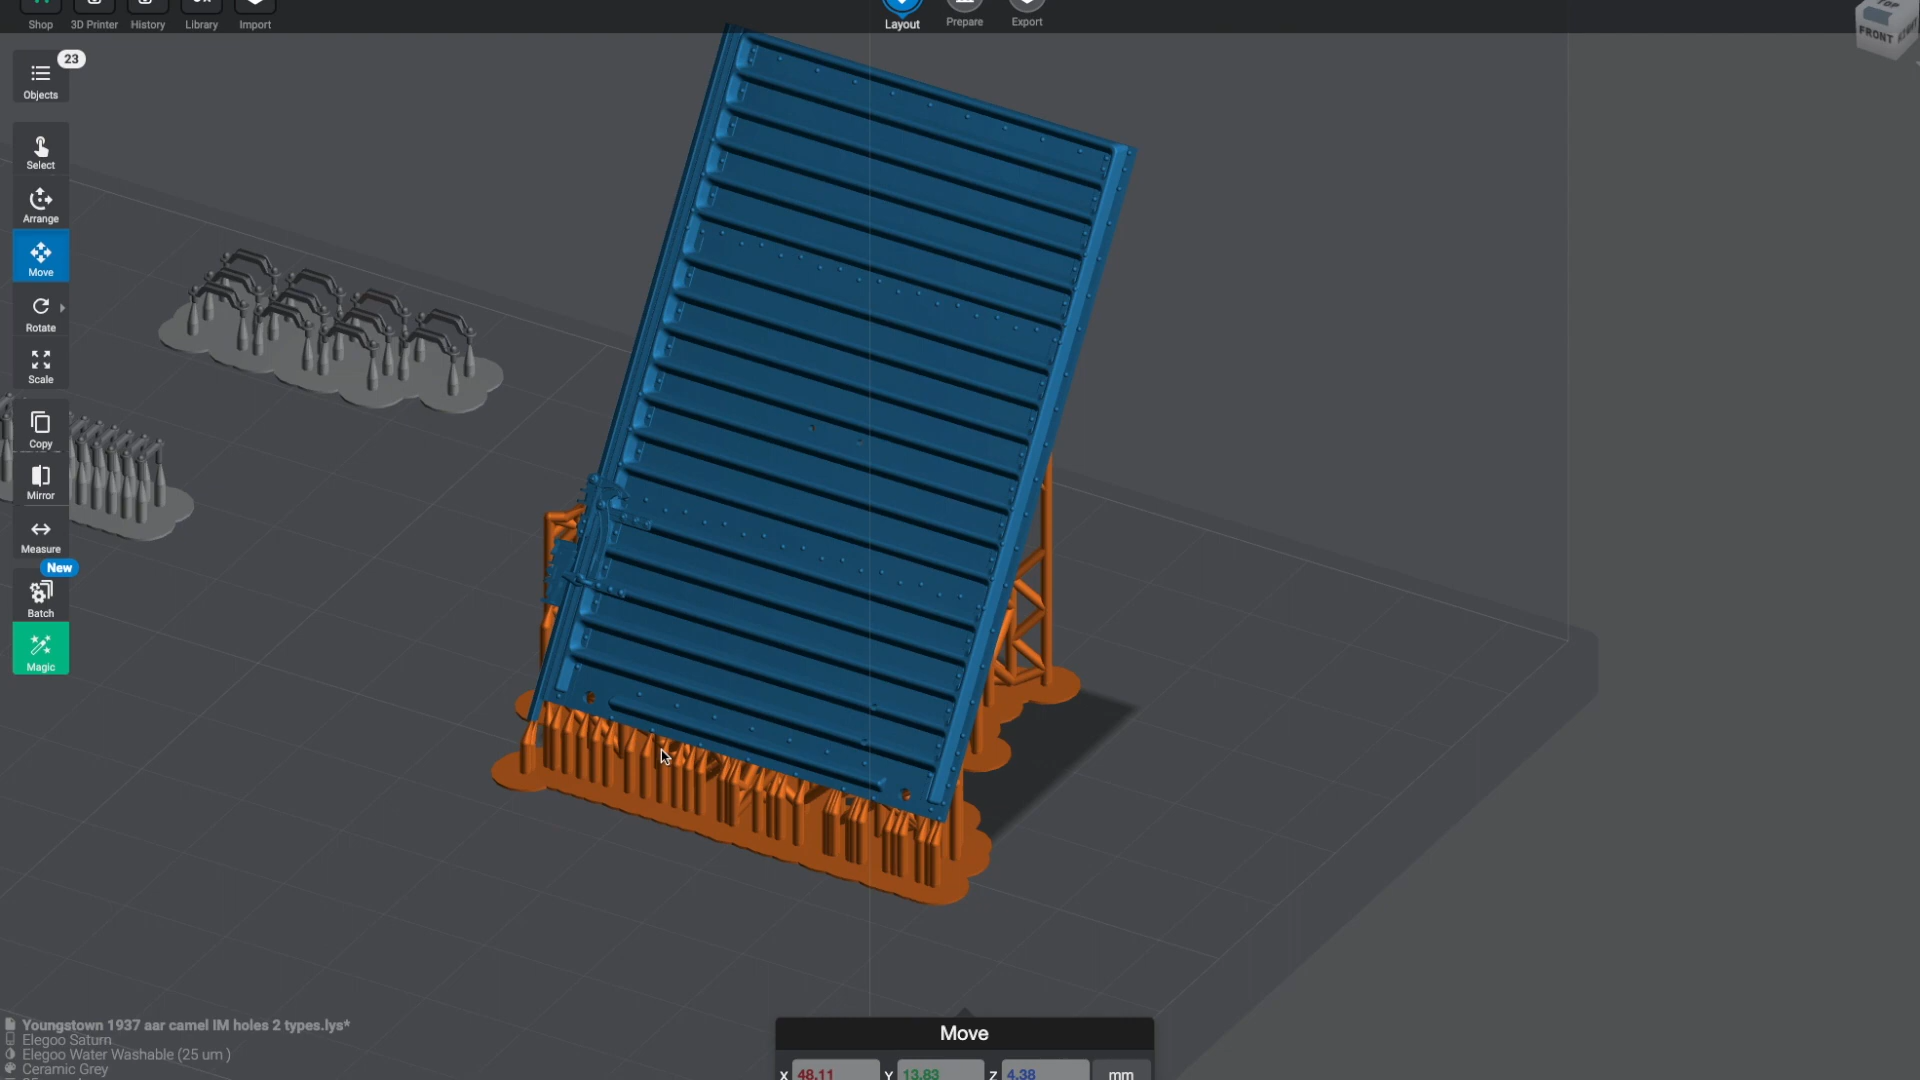 Shop
3D Printer
History
Library
Import
Layout
Prepare
Export
TOP
FRONT
23
Objects
Select
Arrange
Move
Rotate
Scale
Copy
Mirror
Measure
New
Batch
Magic
Youngstown 1937 aar camel IM holes 2 types.lys*
Elegoo Saturn
Elegoo Water Washable (25 um )
Ceramic Grey
Move
X 48.11 Y 13.83 Z 4.38 mm